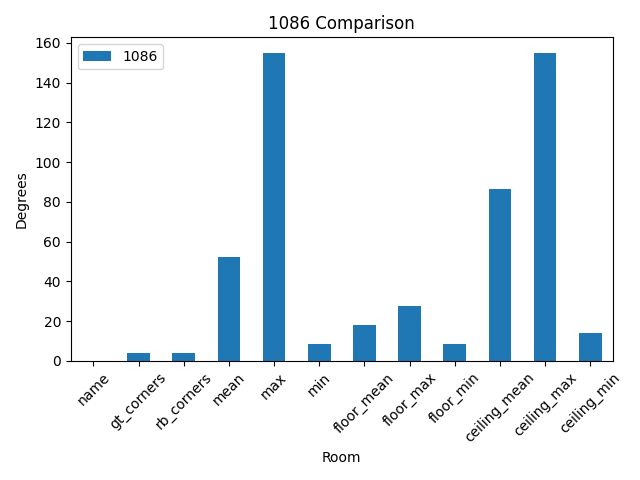 1086 Comparison
1086
160
140
120
100
80
60
40
20
0
Degrees
name
gt_corners
rb_corners
mean
max
min
floor_mean
floor_max
floor_min
ceiling_mean
ceiling_max
ceiling_min
Room